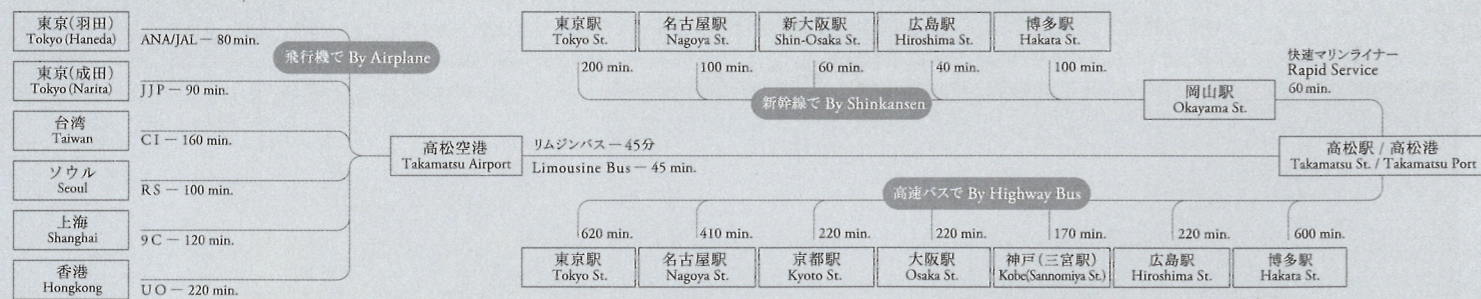 東京(羽田)
Tokyo (Haneda)
ANA/JAL — 80min.
飛行機で By Airplane
東京(成田)
Tokyo (Narita)
JJP — 90 min.
台湾
Taiwan
CI — 160 min.
ソウル
Seoul
RS — 100 min.
上海
Shanghai
9C — 120 min.
香港
Hongkong
UO — 220 min.
高松空港
Takamatsu Airport
リムジンバス — 45分
Limousine Bus — 45 min.
東京駅
Tokyo St.
200 min.
名古屋駅
Nagoya St.
100 min.
新大阪駅
Shin-Osaka St.
60 min.
広島駅
Hiroshima St.
40 min.
博多駅
Hakata St.
100 min.
新幹線で By Shinkansen
岡山駅
Okayama St.
快速マリンライナー
Rapid Service
60min.
高松駅 / 高松港
Takamatsu St. / Takamatsu Port
高速バスで By Highway Bus
620 min.
東京駅
Tokyo St.
410 min.
名古屋駅
Nagoya St.
220 min.
京都駅
Kyoto St.
220 min.
大阪駅
Osaka St.
170 min.
神戸(三宮駅)
Kobe(Sannomiya St.)
220 min.
広島駅
Hiroshima St.
600 min.
博多駅
Hakata St.